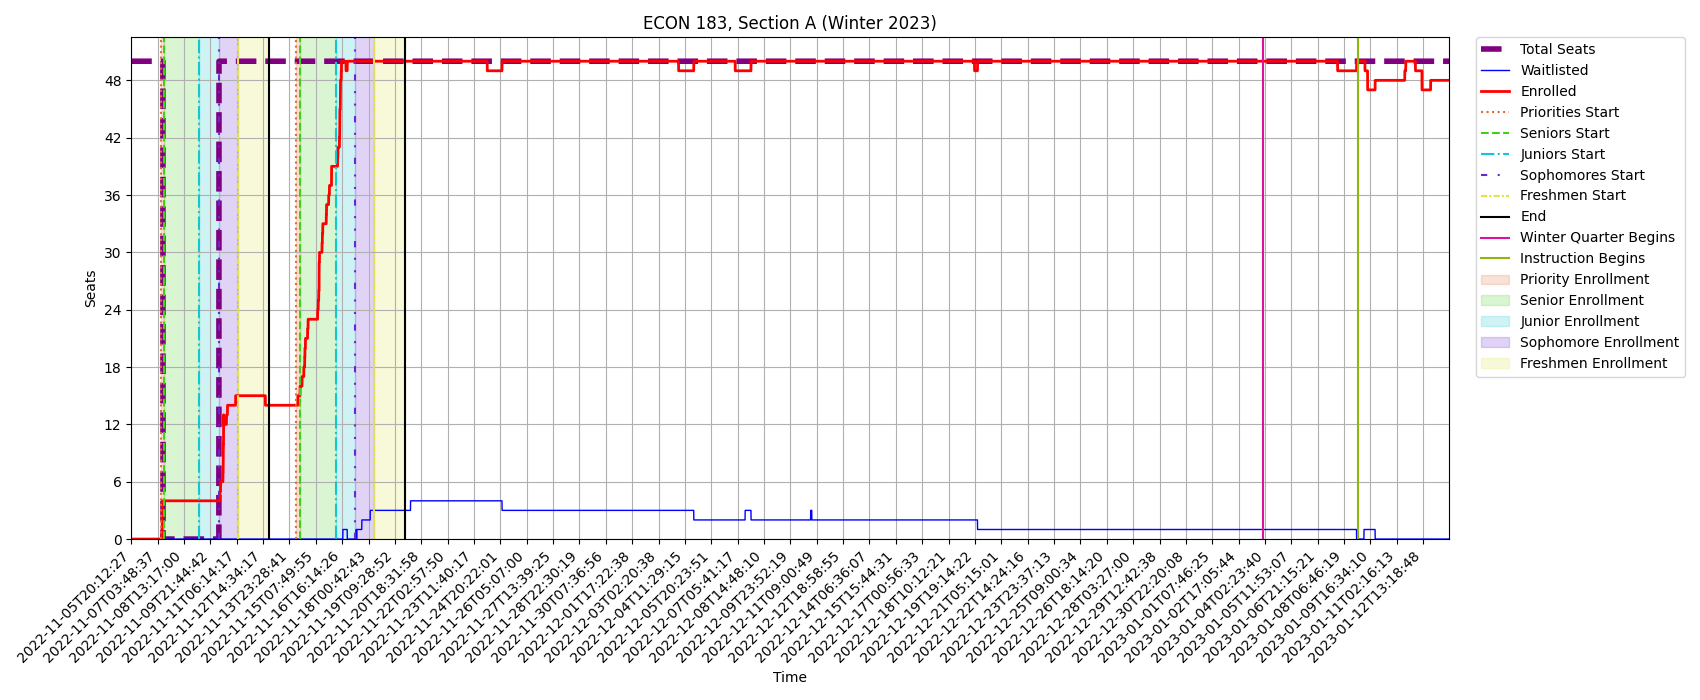 ECON 183, Section A (Winter 2023)
Seats
48
42
36
30
24
18
12
6
0
2022-11-05T20:12:27
2022-11-07T03:48:37
2022-11-08T13:17:00
2022-11-09T21:44:42
2022-11-11T06:14:17
2022-11-12T14:34:17
2022-11-13T23:28:41
2022-11-15T07:49:55
2022-11-16T16:14:26
2022-11-18T00:42:43
2022-11-19T09:28:52
2022-11-20T18:31:58
2022-11-22T02:57:50
2022-11-23T11:40:17
2022-11-24T20:22:01
2022-11-26T05:07:00
2022-11-27T13:39:25
2022-11-28T22:30:19
2022-11-30T07:36:56
2022-12-01T17:22:38
2022-12-03T02:20:38
2022-12-04T11:29:15
2022-12-05T20:23:51
2022-12-07T05:41:17
2022-12-08T14:48:10
2022-12-09T23:52:19
2022-12-11T09:00:49
2022-12-12T18:58:55
2022-12-14T06:36:07
2022-12-15T15:44:31
2022-12-17T00:56:33
2022-12-18T10:12:21
2022-12-19T19:14:22
2022-12-21T05:15:01
2022-12-22T14:24:16
2022-12-23T23:37:13
2022-12-25T09:00:34
2022-12-26T18:14:20
2022-12-28T03:27:00
2022-12-29T12:42:38
2022-12-30T22:20:08
2023-01-01T07:46:25
2023-01-02T17:05:44
2023-01-04T02:23:40
2023-01-05T11:53:07
2023-01-06T21:15:21
2023-01-08T06:46:19
2023-01-09T16:34:10
2023-01-11T02:16:13
2023-01-12T13:18:48
Time
Total Seats
Waitlisted
Enrolled
Priorities Start
Seniors Start
Juniors Start
Sophomores Start
Freshmen Start
End
Winter Quarter Begins
Instruction Begins
Priority Enrollment
Senior Enrollment
Junior Enrollment
Sophomore Enrollment
Freshmen Enrollment